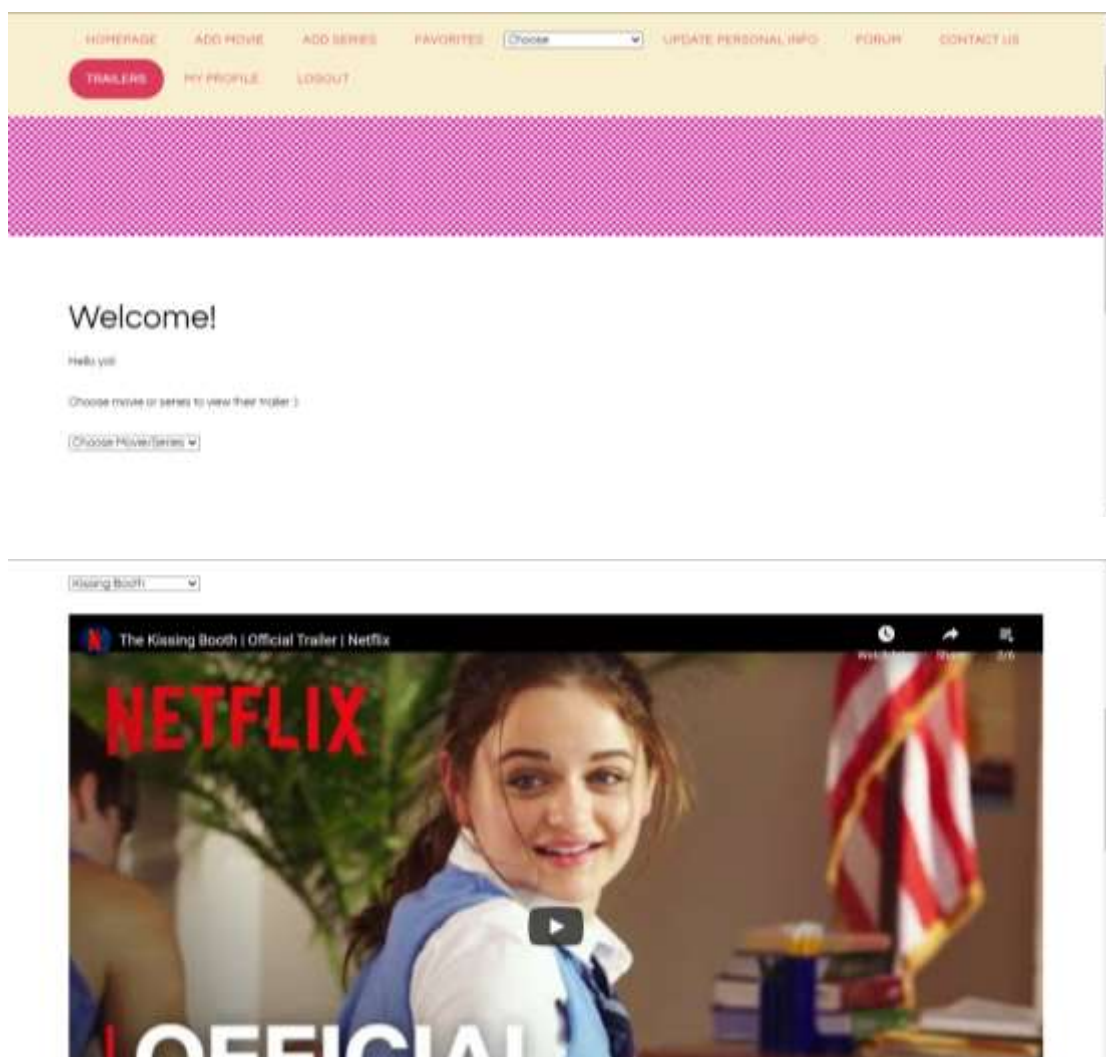 HOMEPAGE ADD MOVIE ADD SERIES FAVORITES Choose UPDATE PERSONAL INFO FORUM CONTACT US
TRAILERS MY PROFILE LOGOUT
Welcome!
Hello
Choose movie or series to view their trailer :)
Choose Movie/Series
Kissing Booth
The Kissing Booth | Official Trailer | Netflix
Share
NETFLIX
OFFICIAL